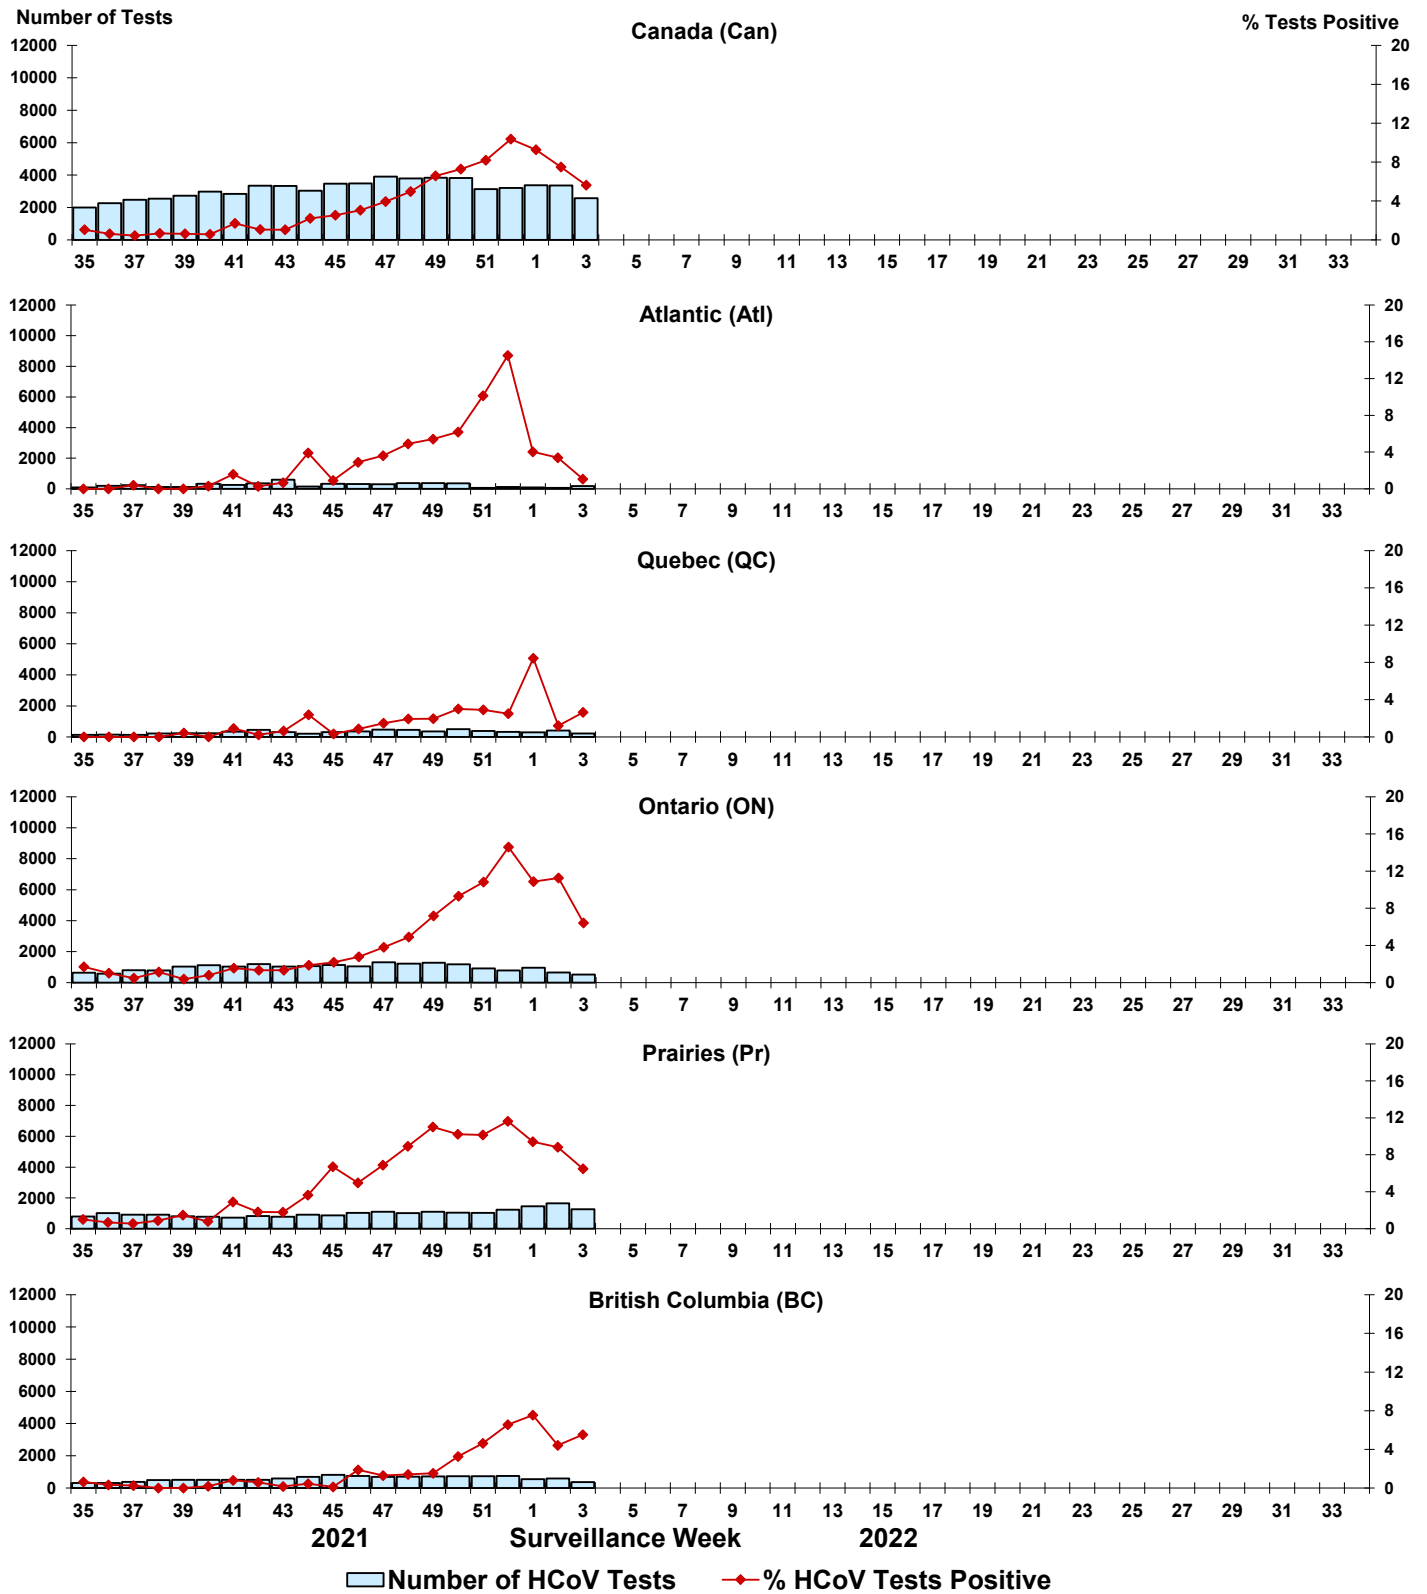 Number of Tests
Canada (Can)
% Tests Positive
12000 20
10000 16
8000 12
6000 8
4000 4
2000 0
0
35 37 39 41 43 45 47 49 51 1 3 5 7 9 11 13 15 17 19 21 23 25 27 29 31 33
Atlantic (Atl)
12000 20
10000 16
8000 12
6000 8
4000 4
2000 0
0
35 37 39 41 43 45 47 49 51 1 3 5 7 9 11 13 15 17 19 21 23 25 27 29 31 33
Quebec (QC)
12000 20
10000 16
8000 12
6000 8
4000 4
2000 0
0
35 37 39 41 43 45 47 49 51 1 3 5 7 9 11 13 15 17 19 21 23 25 27 29 31 33
Ontario (ON)
12000 20
10000 16
8000 12
6000 8
4000 4
2000 0
0
35 37 39 41 43 45 47 49 51 1 3 5 7 9 11 13 15 17 19 21 23 25 27 29 31 33
Prairies (Pr)
12000 20
10000 16
8000 12
6000 8
4000 4
2000 0
0
35 37 39 41 43 45 47 49 51 1 3 5 7 9 11 13 15 17 19 21 23 25 27 29 31 33
British Columbia (BC)
12000 20
10000 16
8000 12
6000 8
4000 4
2000 0
0
35 37 39 41 43 45 47 49 51 1 3 5 7 9 11 13 15 17 19 21 23 25 27 29 31 33
2021 Surveillance Week 2022
Number of HCoV Tests % HCoV Tests Positive